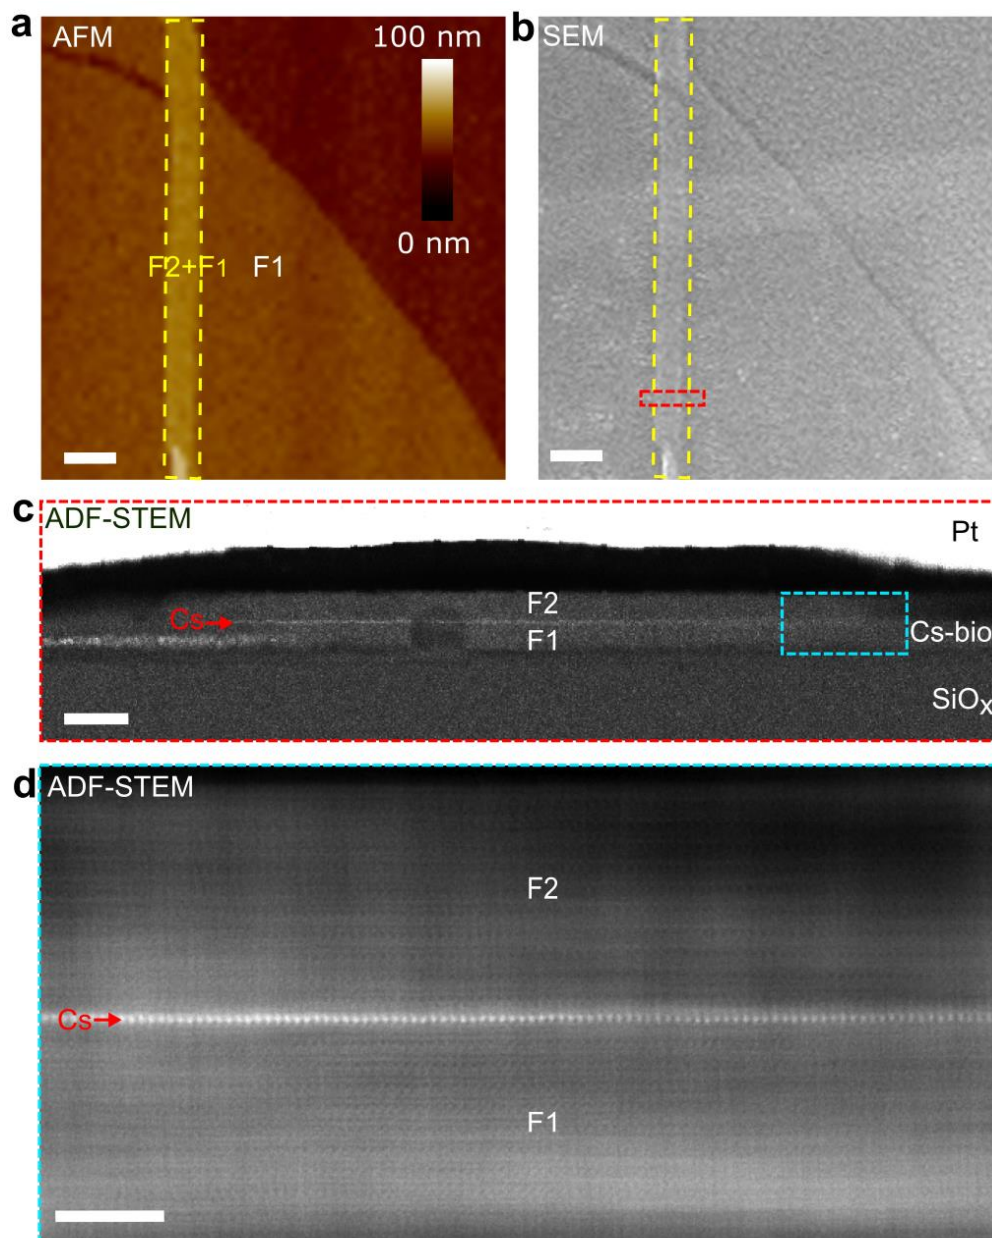 a
AFM
100 nm
0 nm
F2+F1
F1
b
SEM
c
ADF-STEM
Pt
F2
Cs
F1
Cs-bio
SiOₓ
d
ADF-STEM
F2
Cs
F1